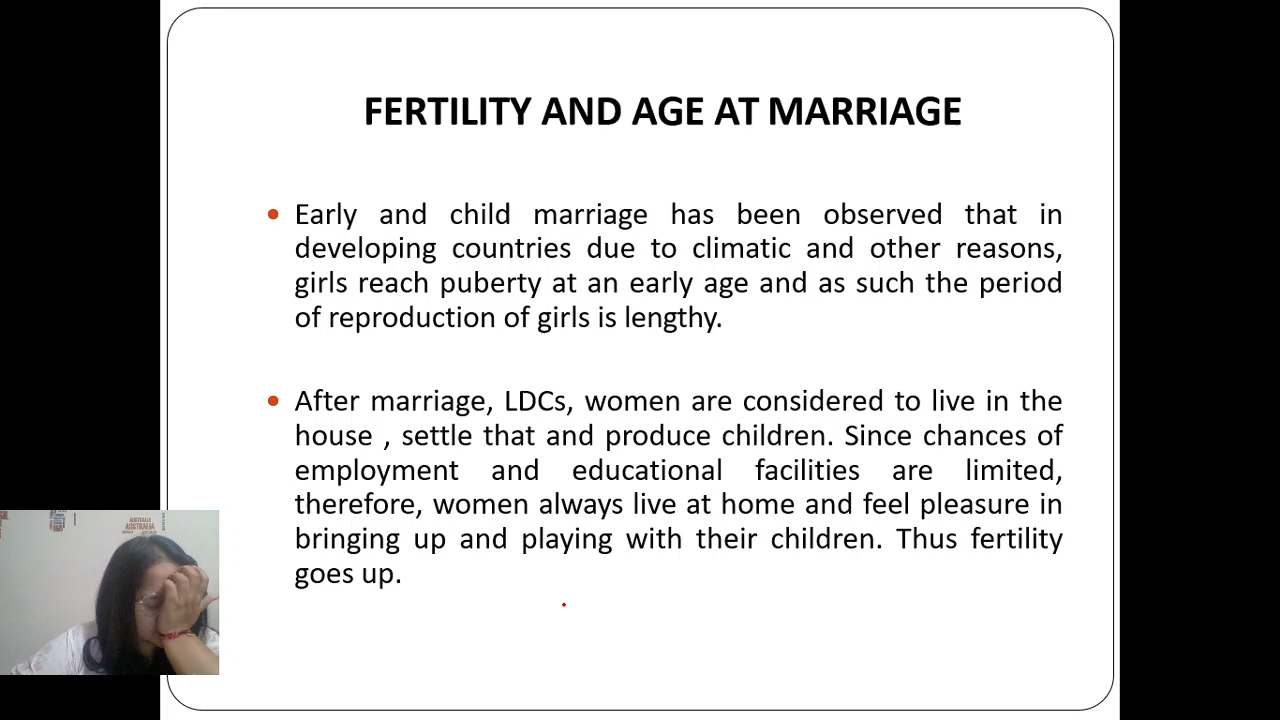 FERTILITY AND AGE AT MARRIAGE
Early and child marriage has been observed that in
developing countries due to climatic and other reasons,
girls reach puberty at an early age and as such the period
of reproduction of girls is lengthy.
After marriage, LDCs, women are considered to live in the
house , settle that and produce children. Since chances of
employment and educational facilities are limited,
therefore, women always live at home and feel pleasure in
bringing up and playing with their children. Thus fertility
goes up.
AUSTRALIA
AUSTRALIA